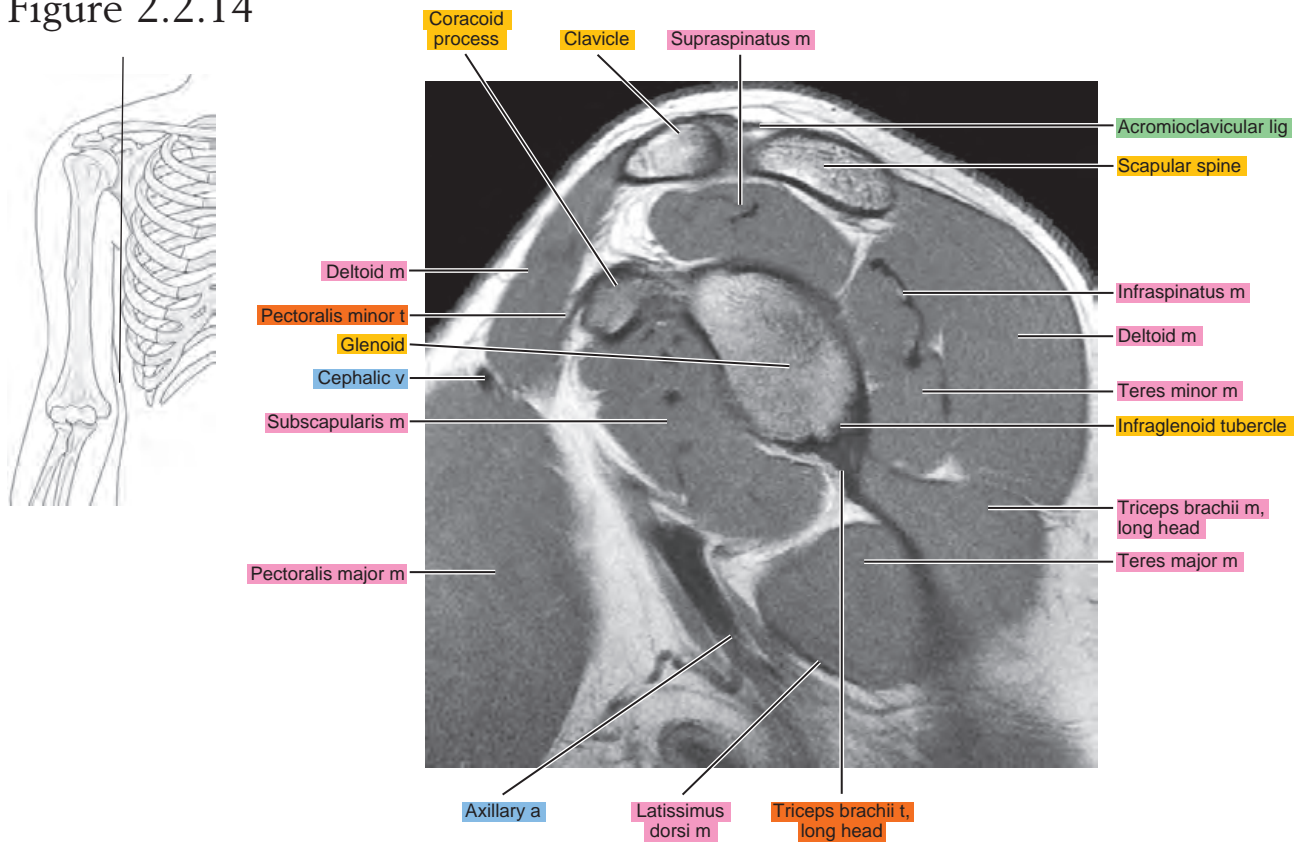 Figure 2.2.14
Coracoid
process
Clavicle
Supraspinatus m
Acromioclavicular lig
Scapular spine
Deltoid m
Infraspinatus m
Pectoralis minor t
Deltoid m
Glenoid
Cephalic v
Teres minor m
Subscapularis m
Infraglenoid tubercle
Triceps brachii m,
long head
Pectoralis major m
Teres major m
Axillary a
Latissimus
dorsi m
Triceps brachii t,
long head